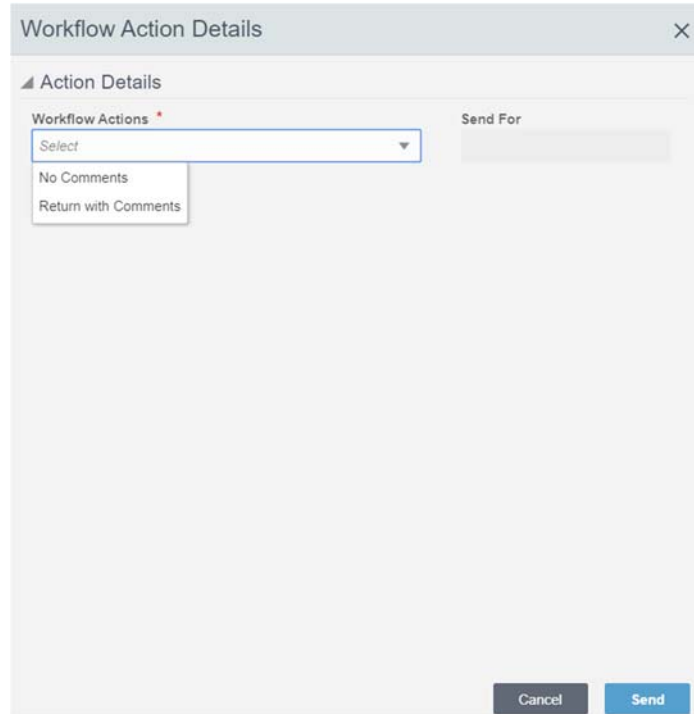 Workflow Action Details
Action Details
Workflow Actions * Send For
Select
No Comments
Return with Comments
Cancel Send